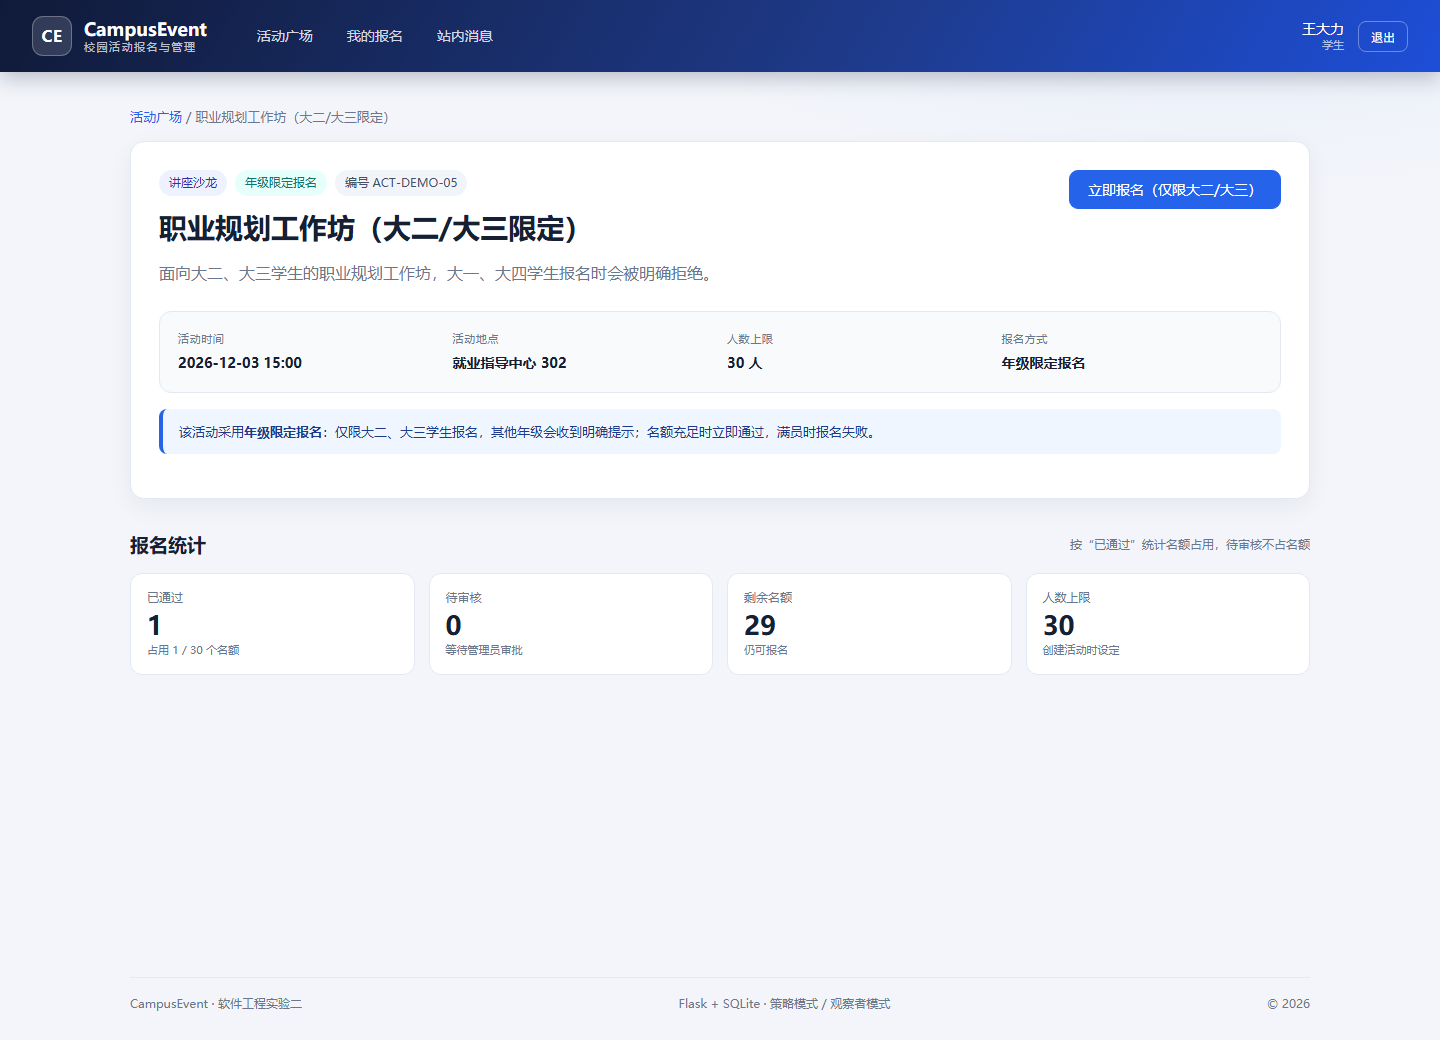 CE
CampusEvent
校园活动报名与管理
活动广场
我的报名
站内消息
王大力
学生
退出
活动广场 / 职业规划工作坊（大二/大三限定）
讲座沙龙
年级限定报名
编号 ACT-DEMO-05
立即报名（仅限大二/大三）
职业规划工作坊（大二/大三限定）
面向大二、大三学生的职业规划工作坊，大一、大四学生报名时会被明确拒绝。
活动时间
2026-12-03 15:00
活动地点
就业指导中心 302
人数上限
30 人
报名方式
年级限定报名
该活动采用年级限定报名：仅限大二、大三学生报名，其他年级会收到明确提示；名额充足时立即通过，满员时报名失败。
报名统计
按“已通过”统计名额占用，待审核不占名额
已通过
1
占用 1 / 30 个名额
待审核
0
等待管理员审批
剩余名额
29
仍可报名
人数上限
30
创建活动时设定
CampusEvent · 软件工程实验二
Flask + SQLite · 策略模式 / 观察者模式
© 2026